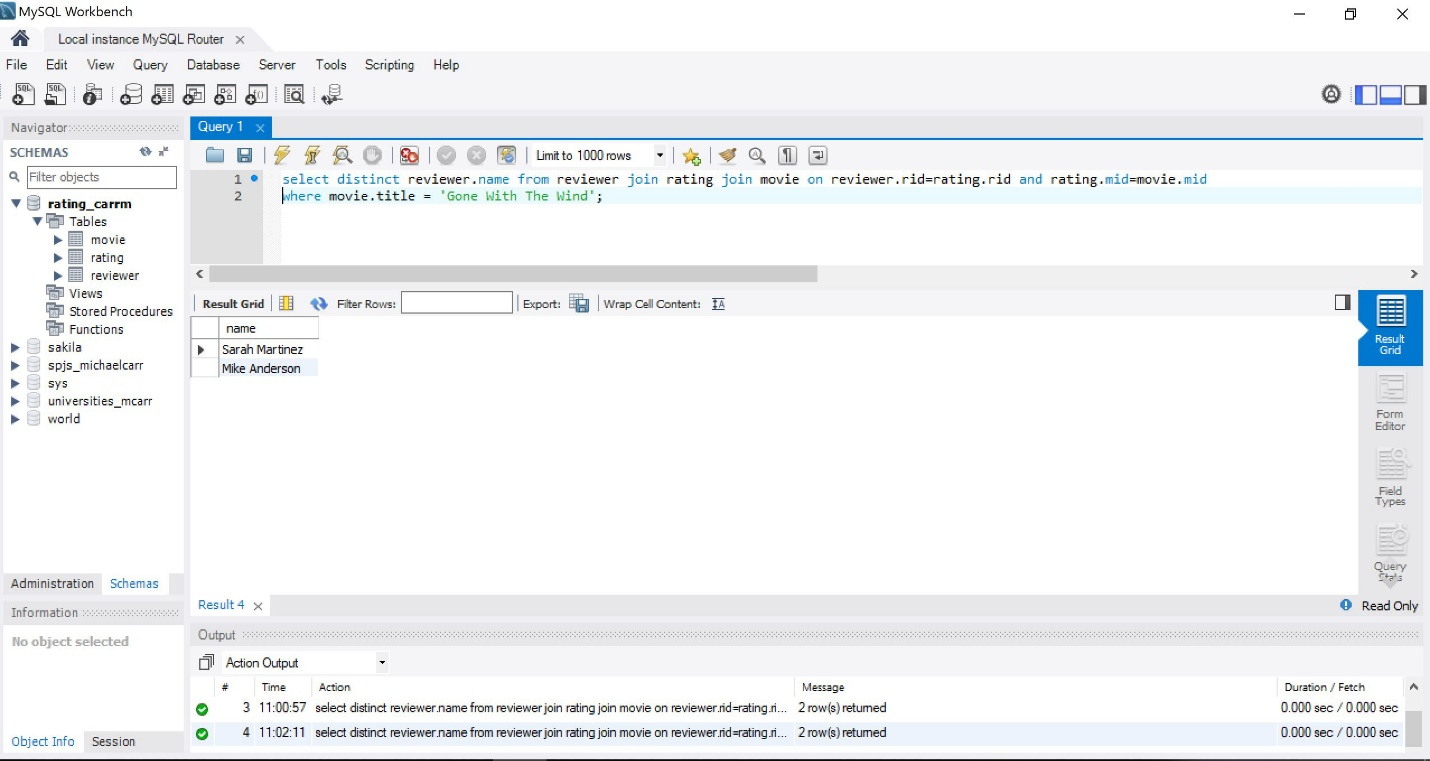 MySQL Workbench
Local instance MySQL Router
File Edit View Query Database Server Tools Scripting Help
Navigator
SCHEMAS
Filter objects
rating_carrm
Tables
movie
rating
reviewer
Views
Stored Procedures
Functions
sakila
spjs_michaelcarr
sys
universities_mcarr
world
Administration Schemas
Information
No object selected
Object Info Session
Query 1
Limit to 1000 rows
1 select distinct reviewer.name from reviewer join rating join movie on reviewer.rid=rating.rid and rating.mid=movie.mid
2 where movie.title = 'Gone With The Wind';
Result Grid Filter Rows: Export: Wrap Cell Content:
name
Sarah Martinez
Mike Anderson
Result
Grid
Form
Editor
Field
Types
Query
Stats
Result 4 Read Only
Output
Action Output
# Time Action Message Duration / Fetch
3 11:00:57 select distinct reviewer.name from reviewer join rating join movie on reviewer.rid=rating.ri... 2 row(s) returned 0.000 sec / 0.000 sec
4 11:02:11 select distinct reviewer.name from reviewer join rating join movie on reviewer.rid=rating.ri... 2 row(s) returned 0.000 sec / 0.000 sec